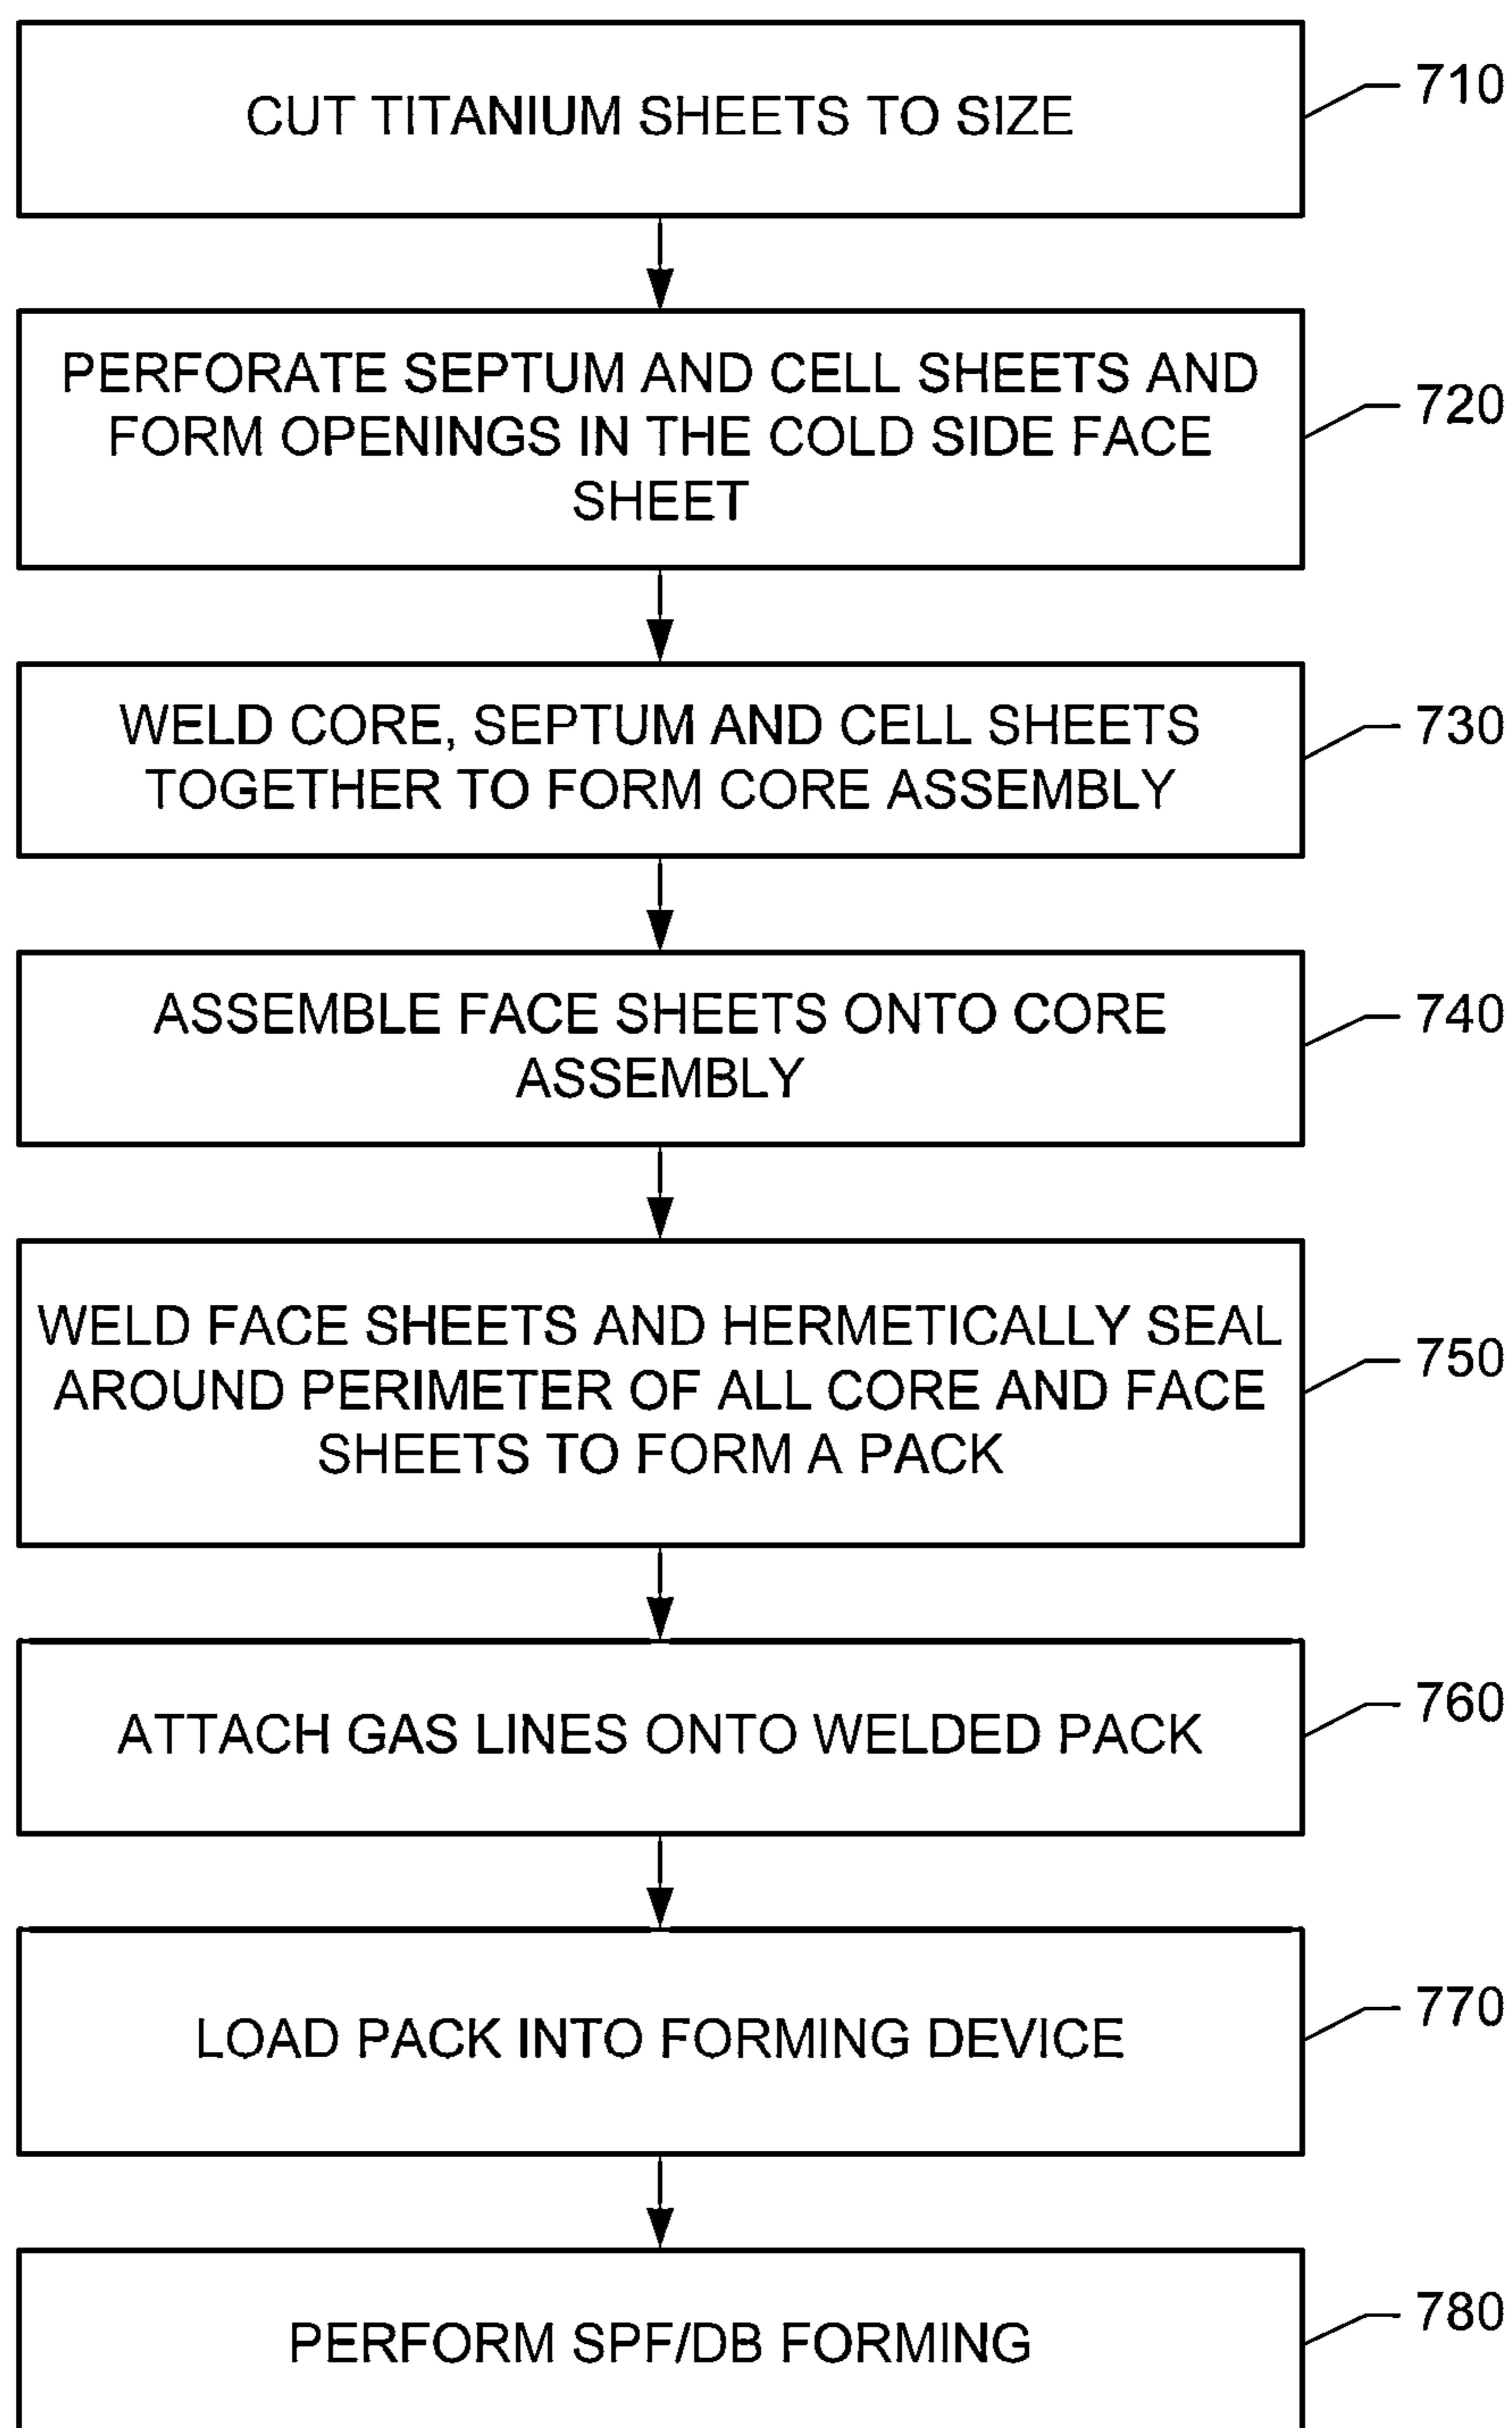 CUT TITANIUM SHEETS TO SIZE
710
PERFORATE SEPTUM AND CELL SHEETS AND
FORM OPENINGS IN THE COLD SIDE FACE
SHEET
720
WELD CORE, SEPTUM AND CELL SHEETS
TOGETHER TO FORM CORE ASSEMBLY
730
ASSEMBLE FACE SHEETS ONTO CORE
ASSEMBLY
740
WELD FACE SHEETS AND HERMETICALLY SEAL
AROUND PERIMETER OF ALL CORE AND FACE
SHEETS TO FORM A PACK
750
ATTACH GAS LINES ONTO WELDED PACK
760
LOAD PACK INTO FORMING DEVICE
770
PERFORM SPF/DB FORMING
780